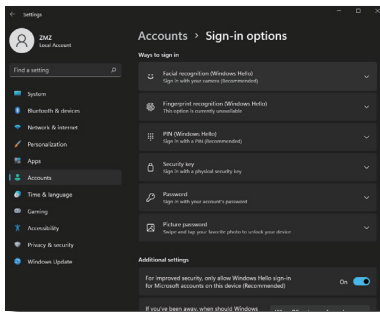 Settings
ZMZ
Local Account
Find a setting
System
Bluetooth & devices
Network & internet
Personalization
Apps
Accounts
Time & language
Gaming
Accessibility
Privacy & security
Windows Update
Accounts > Sign-in options
Ways to sign in
Facial recognition (Windows Hello)
Sign in with your camera (Recommended)
Fingerprint recognition (Windows Hello)
This option is currently unavailable
PIN (Windows Hello)
Sign in with a PIN (Recommended)
Security key
Sign in with a physical security key
Password
Sign in with your account's password
Picture password
Swipe and tap your favorite photo to unlock your device
Additional settings
For improved security, only allow Windows Hello sign-in
for Microsoft accounts on this device (Recommended)
On
If you've been away, when should Windows